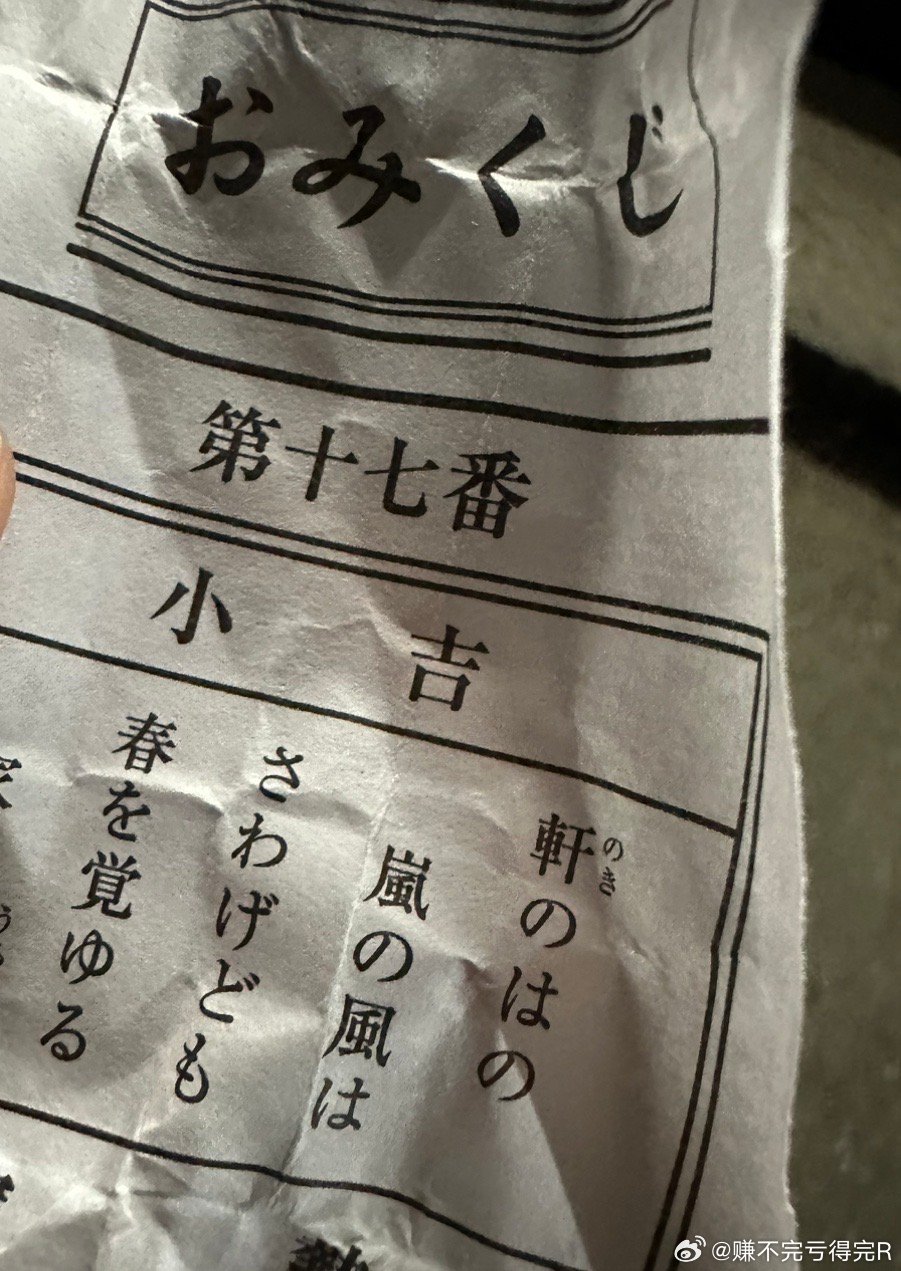 おみくじ
第十七番
小吉
軒のはの
のき
嵐の風は
さわげども
春を覚ゆる
@赚不完亏得完R